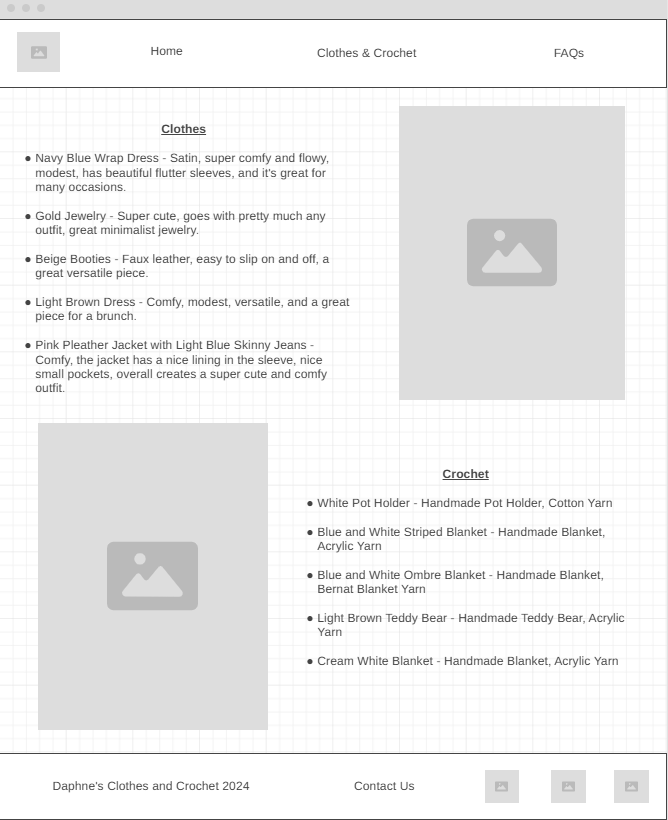 Home
Clothes & Crochet
FAQs
Clothes
● Navy Blue Wrap Dress - Satin, super comfy and flowy,
modest, has beautiful flutter sleeves, and it's great for
many occasions.
● Gold Jewelry - Super cute, goes with pretty much any
outfit, great minimalist jewelry.
● Beige Booties - Faux leather, easy to slip on and off, a
great versatile piece.
● Light Brown Dress - Comfy, modest, versatile, and a great
piece for a brunch.
● Pink Pleather Jacket with Light Blue Skinny Jeans -
Comfy, the jacket has a nice lining in the sleeve, nice
small pockets, overall creates a super cute and comfy
outfit.
Crochet
● White Pot Holder - Handmade Pot Holder, Cotton Yarn
● Blue and White Striped Blanket - Handmade Blanket,
Acrylic Yarn
● Blue and White Ombre Blanket - Handmade Blanket,
Bernat Blanket Yarn
● Light Brown Teddy Bear - Handmade Teddy Bear, Acrylic
Yarn
● Cream White Blanket - Handmade Blanket, Acrylic Yarn
Daphne's Clothes and Crochet 2024
Contact Us